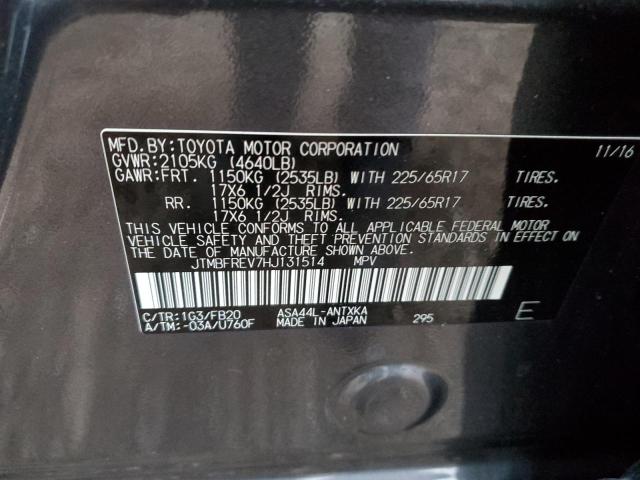 MFD.BY:TOYOTA MOTOR CORPORATION 11/16
GVWR:2105KG (4640LB)
GAWR:FRT. 1150KG (2535LB) WITH 225/65R17 TIRES.
17X6 1/2J RIMS.
RR. 1150KG (2535LB) WITH 225/65R17 TIRES.
17X6 1/2J RIMS.
THIS VEHICLE CONFORMS TO ALL APPLICABLE FEDERAL MOTOR
VEHICLE SAFETY AND THEFT PREVENTION STANDARDS IN EFFECT ON
THE DATE OF MANUFACTURE SHOWN ABOVE.
JTMBFREV7HJ131514 MPV
C/TR:1G3/FB20 ASA44L-ANTXKA 295 E
A/TM:-03A/U760F MADE IN JAPAN